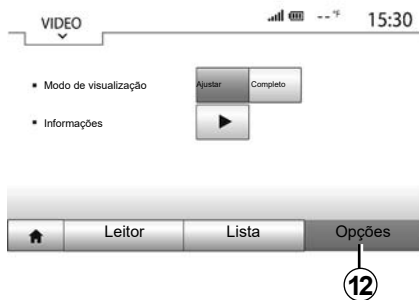 VIDEO
--°F
15:30
▪ Modo de visualização
Ajustar
Completo
▪ Informações
Leitor
Lista
Opções
12